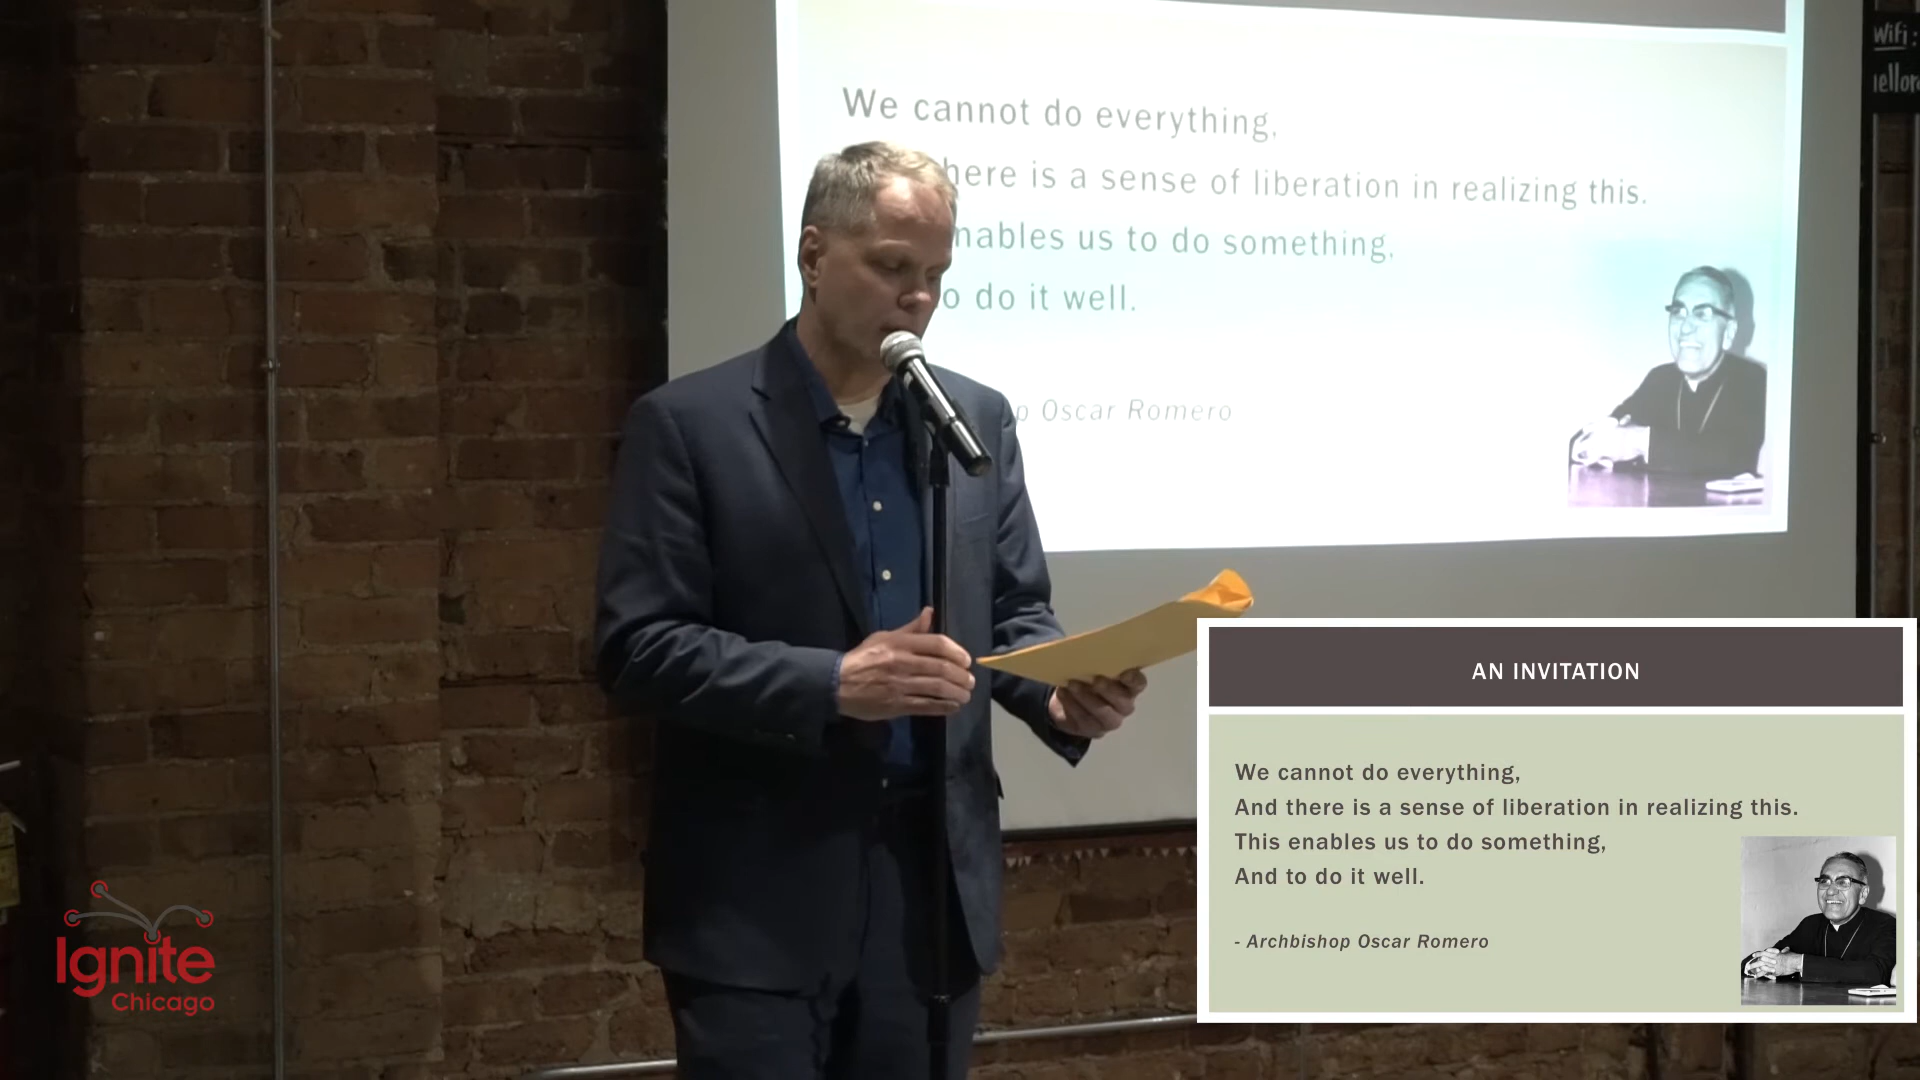 We cannot do everything,
here is a sense of liberation in realizing this.
nables us to do something,
o do it well.
p Oscar Romero
Wifi:
AN INVITATION
We cannot do everything,
And there is a sense of liberation in realizing this.
This enables us to do something,
And to do it well.
- Archbishop Oscar Romero
Ignite
Chicago